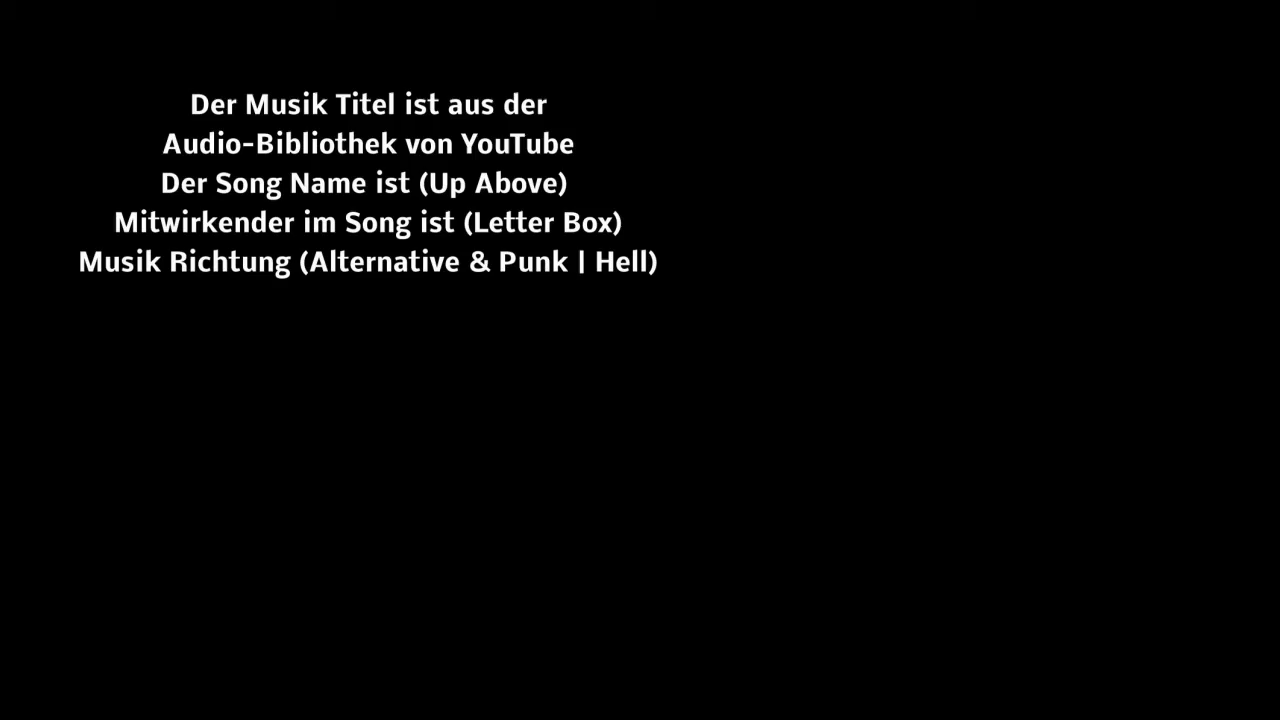 Der Musik Titel ist aus der
Audio-Bibliothek von YouTube
Der Song Name ist (Up Above)
Mitwirkender im Song ist (Letter Box)
Musik Richtung (Alternative & Punk | Hell)